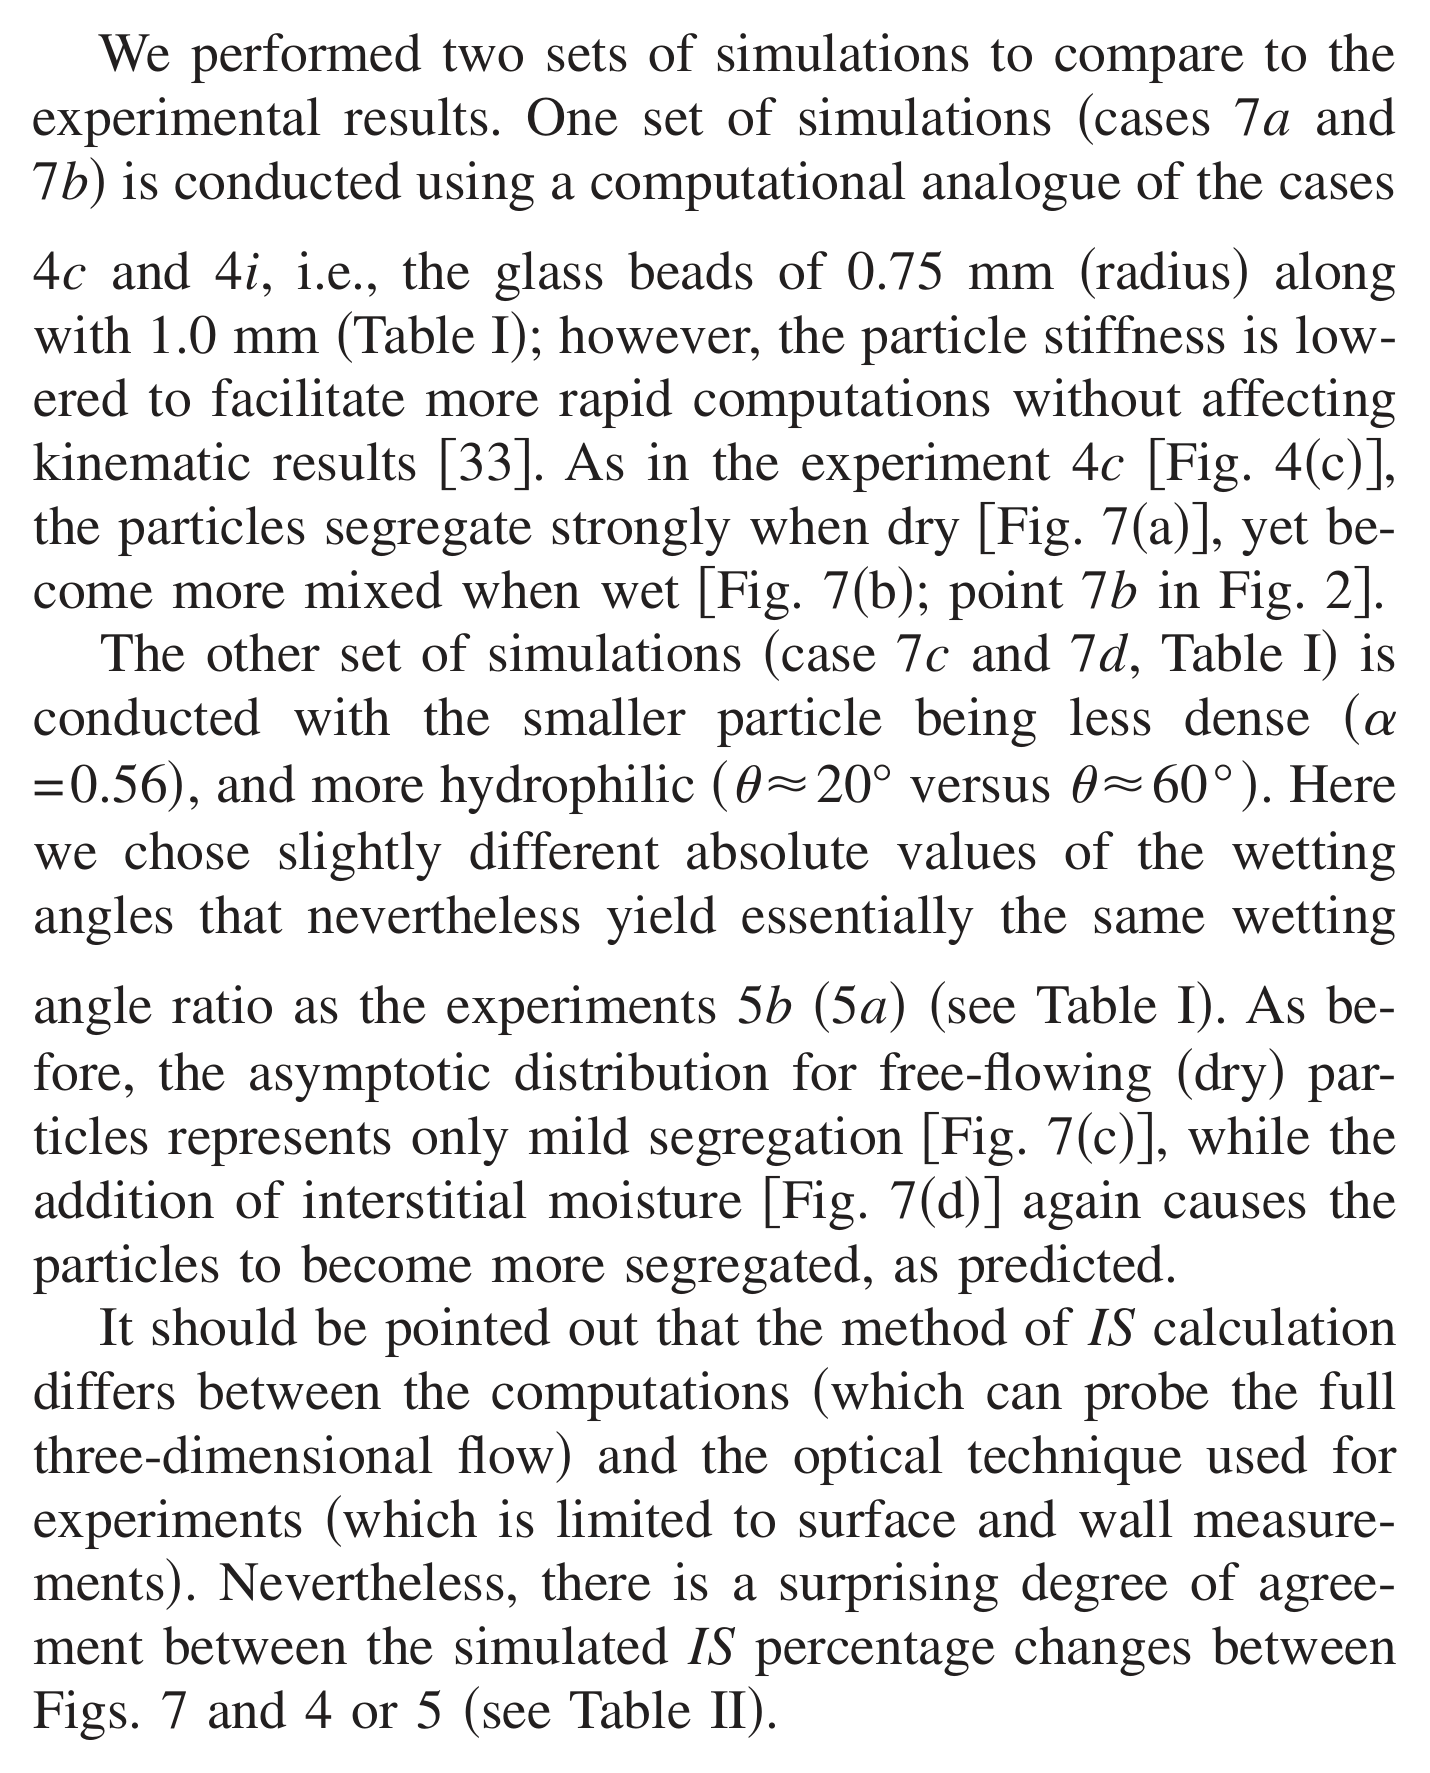 We performed two sets of simulations to compare to the
experimental results. One set of simulations (cases 7a and
7b) is conducted using a computational analogue of the cases
4c and 4i, i.e., the glass beads of 0.75 mm (radius) along
with 1.0 mm (Table I); however, the particle stiffness is low-
ered to facilitate more rapid computations without affecting
kinematic results [33]. As in the experiment 4c [Fig. 4(c)],
the particles segregate strongly when dry [Fig. 7(a)], yet be-
come more mixed when wet [Fig. 7(b); point 7b in Fig. 2].
The other set of simulations (case 7c and 7d, Table I) is
conducted with the smaller particle being less dense (α
=0.56), and more hydrophilic (θ≈20° versus θ≈60°). Here
we chose slightly different absolute values of the wetting
angles that nevertheless yield essentially the same wetting
angle ratio as the experiments 5b (5a) (see Table I). As be-
fore, the asymptotic distribution for free-flowing (dry) par-
ticles represents only mild segregation [Fig. 7(c)], while the
addition of interstitial moisture [Fig. 7(d)] again causes the
particles to become more segregated, as predicted.
It should be pointed out that the method of IS calculation
differs between the computations (which can probe the full
three-dimensional flow) and the optical technique used for
experiments (which is limited to surface and wall measure-
ments). Nevertheless, there is a surprising degree of agree-
ment between the simulated IS percentage changes between
Figs. 7 and 4 or 5 (see Table II).